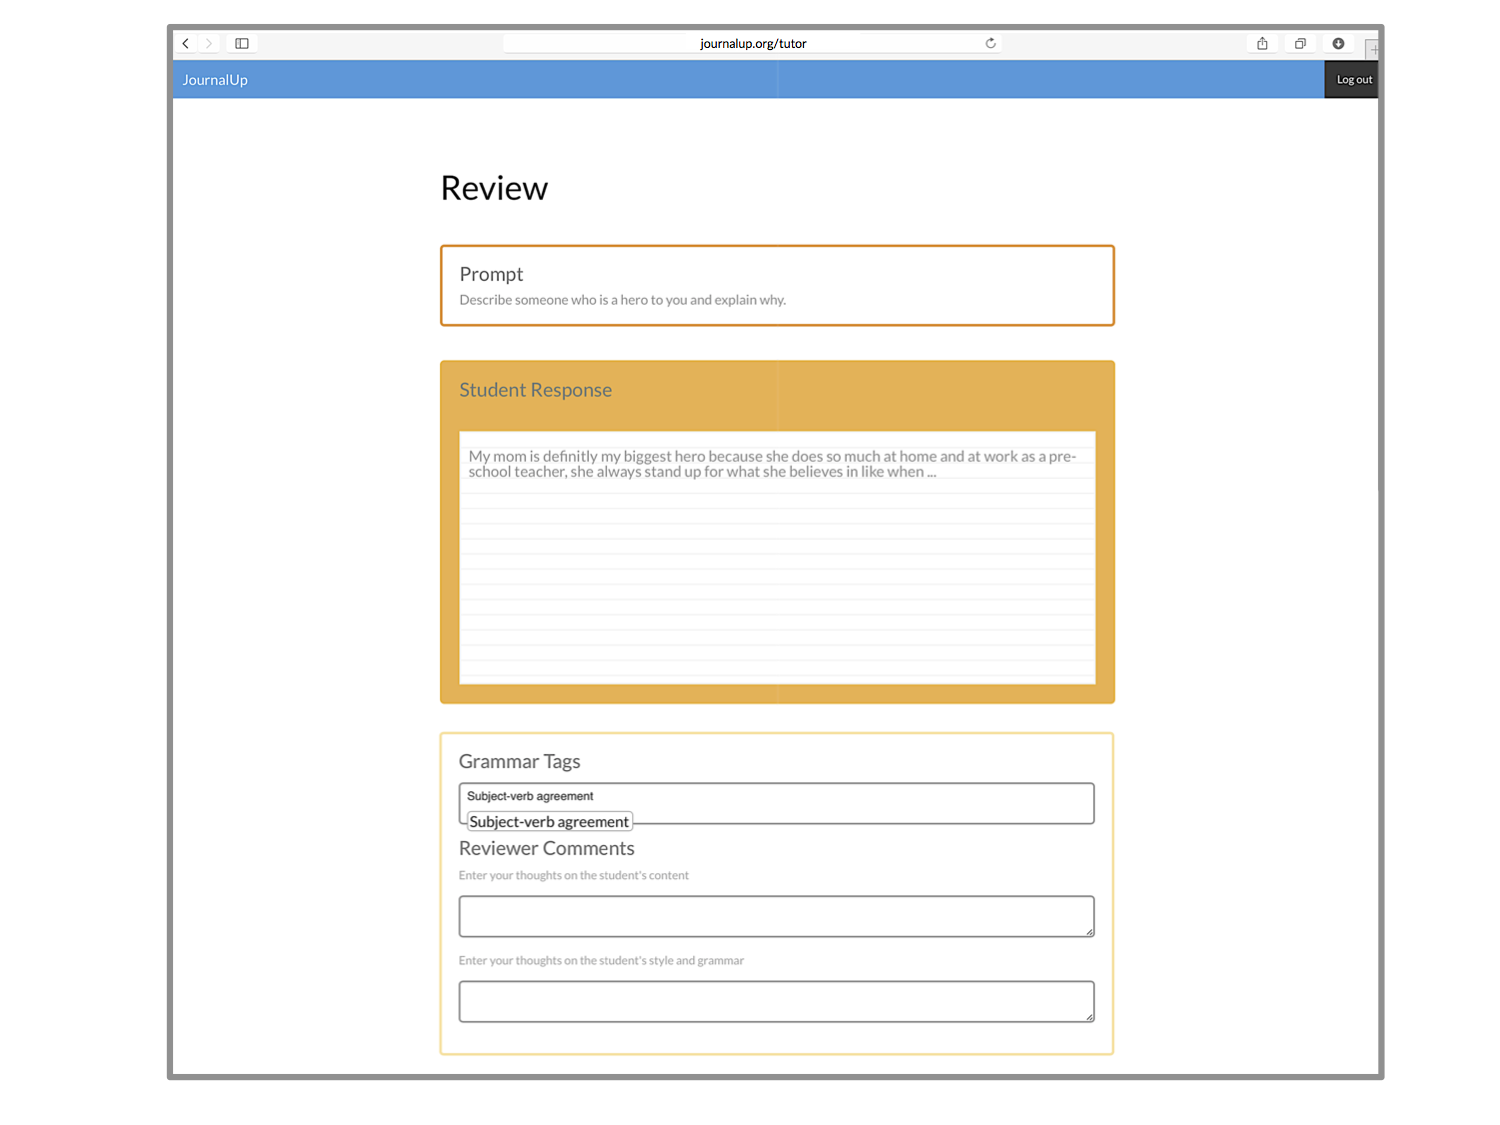 journalup.org/tutor
JournalUp
Log out
Review
Prompt
Describe someone who is a hero to you and explain why.
Student Response
My mom is definitly my biggest hero because she does so much at home and at work as a pre-
school teacher, she always stand up for what she believes in like when ...
Grammar Tags
Subject-verb agreement
Subject-verb agreement
Reviewer Comments
Enter your thoughts on the student's content
Enter your thoughts on the student's style and grammar